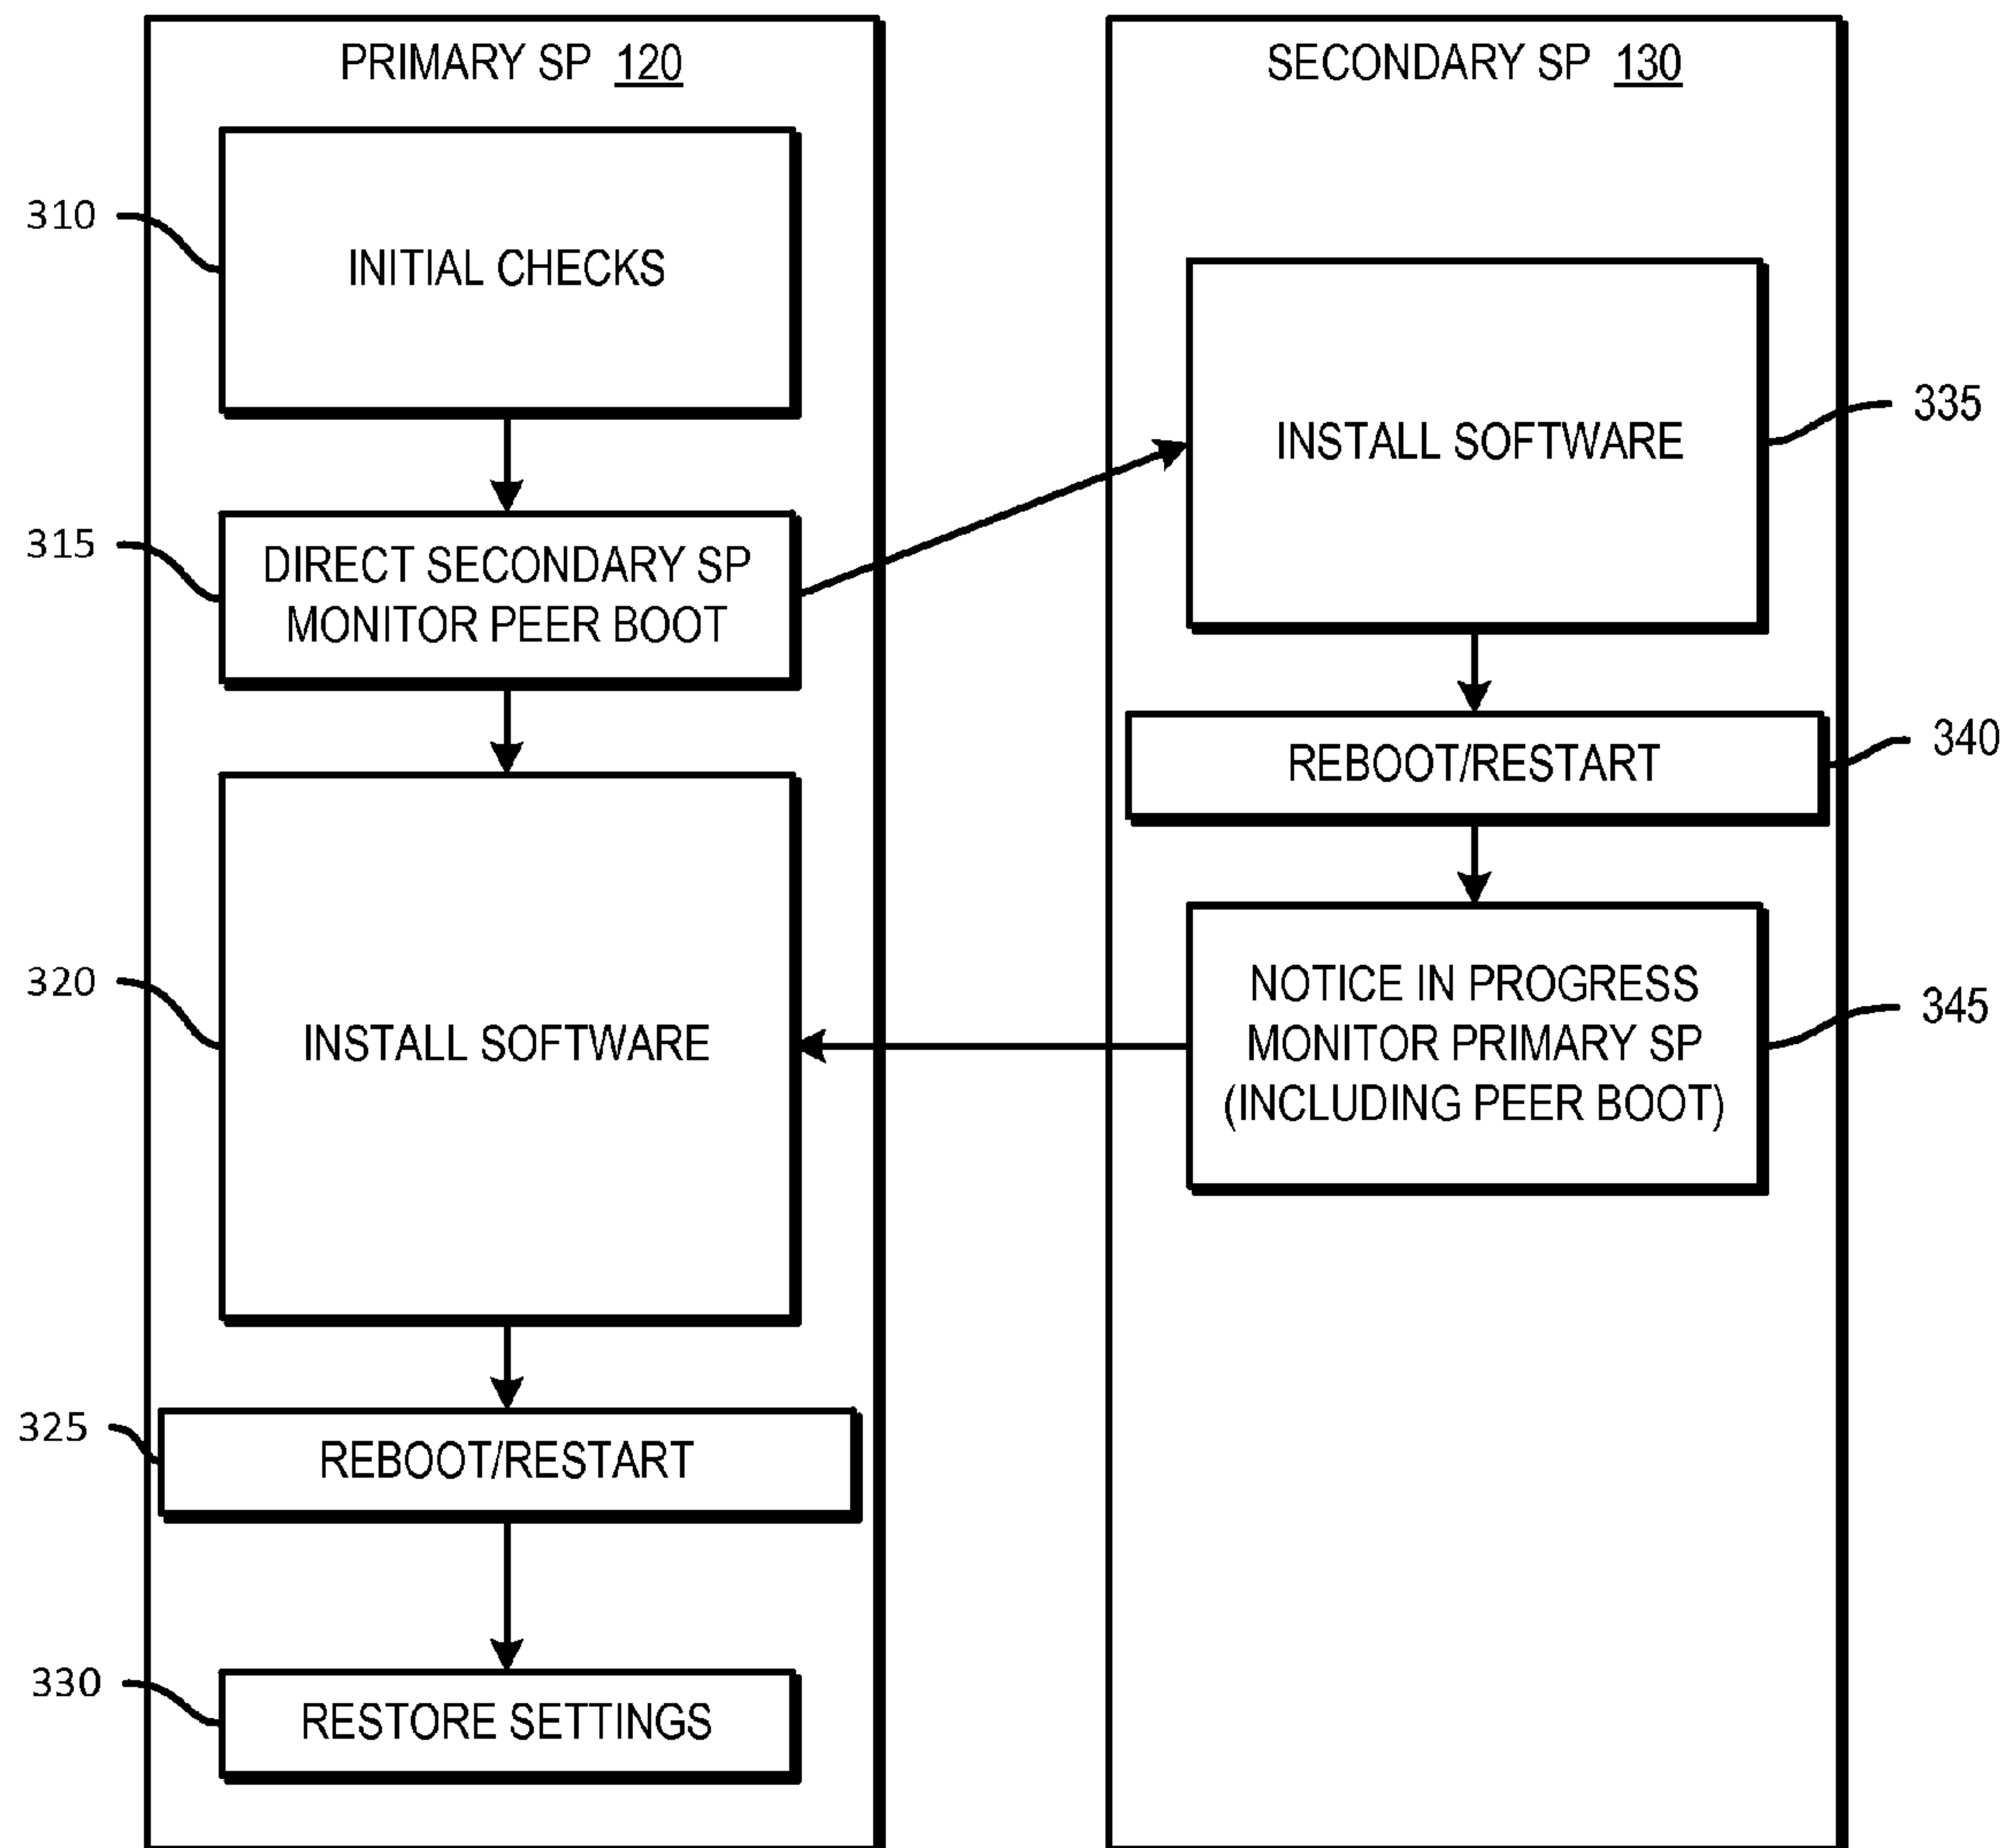 PRIMARY SP 120
310
INITIAL CHECKS
315
DIRECT SECONDARY SP
MONITOR PEER BOOT
320
INSTALL SOFTWARE
325
REBOOT/RESTART
330
RESTORE SETTINGS
SECONDARY SP 130
INSTALL SOFTWARE
335
REBOOT/RESTART
340
NOTICE IN PROGRESS
MONITOR PRIMARY SP
(INCLUDING PEER BOOT)
345